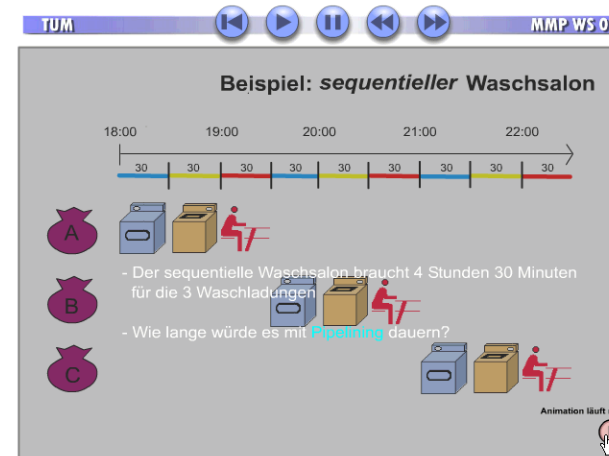 TUM MMP WS 0
Beispiel: sequentieller Waschsalon
18:00 19:00 20:00 21:00 22:00
30 30 30 30 30 30 30 30 30
A
- Der sequentielle Waschsalon braucht 4 Stunden 30 Minuten
für die 3 Waschladungen
B
- Wie lange würde es mit Pipelining dauern?
C
Animation läuft